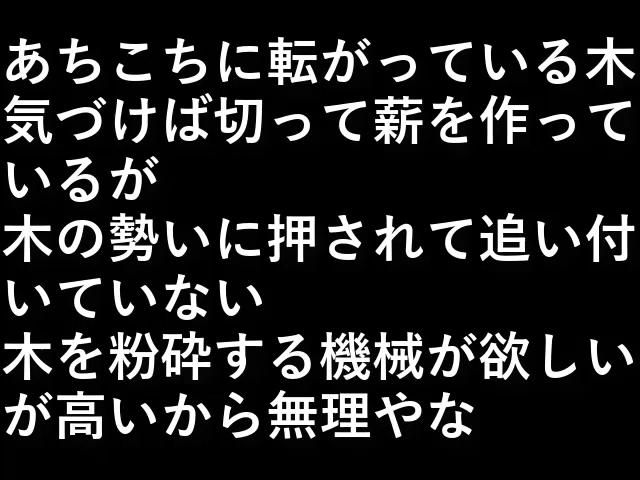 あちこちに転がっている木
気づけば切って薪を作って
いるが
木の勢いに押されて追い付
いていない
木を粉砕する機械が欲しい
が高いから無理やな